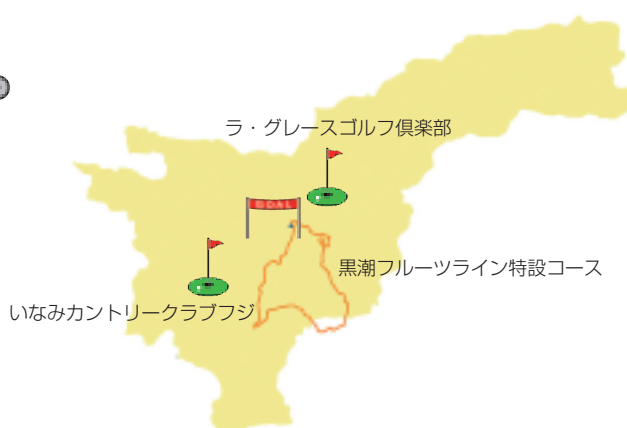 ラ・グレースゴルフ倶楽部
GOAL
黒潮フルーツライン特設コース
いなみカントリークラブフジ